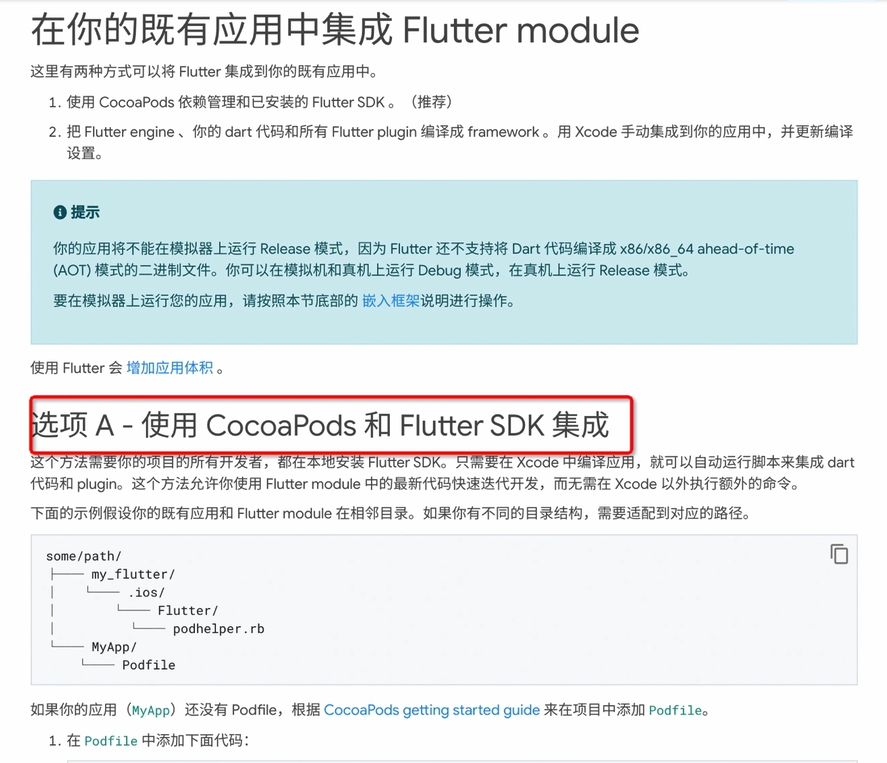 在你的既有应用中集成 Flutter module
这里有两种方式可以将 Flutter 集成到你的既有应用中。
1. 使用 CocoaPods 依赖管理和已安装的 Flutter SDK 。（推荐）
2. 把 Flutter engine 、你的 dart 代码和所有 Flutter plugin 编译成 framework 。用 Xcode 手动集成到你的应用中，并更新编译
设置。
提示
你的应用将不能在模拟器上运行 Release 模式，因为 Flutter 还不支持将 Dart 代码编译成 x86/x86_64 ahead-of-time
(AOT) 模式的二进制文件。你可以在模拟机和真机上运行 Debug 模式，在真机上运行 Release 模式。
要在模拟器上运行您的应用，请按照本节底部的 嵌入框架说明进行操作。
使用 Flutter 会 增加应用体积 。
选项 A - 使用 CocoaPods 和 Flutter SDK 集成
这个方法需要你的项目的所有开发者，都在本地安装 Flutter SDK。只需要在 Xcode 中编译应用，就可以自动运行脚本来集成 dart
代码和 plugin。这个方法允许你使用 Flutter module 中的最新代码快速迭代开发，而无需在 Xcode 以外执行额外的命令。
下面的示例假设你的既有应用和 Flutter module 在相邻目录。如果你有不同的目录结构，需要适配到对应的路径。
some/path/
├── my_flutter/
│   └── .ios/
│       └── Flutter/
│         └── podhelper.rb
└── MyApp/
    └── Podfile
如果你的应用（MyApp）还没有 Podfile，根据 CocoaPods getting started guide 来在项目中添加 Podfile。
1. 在 Podfile 中添加下面代码：